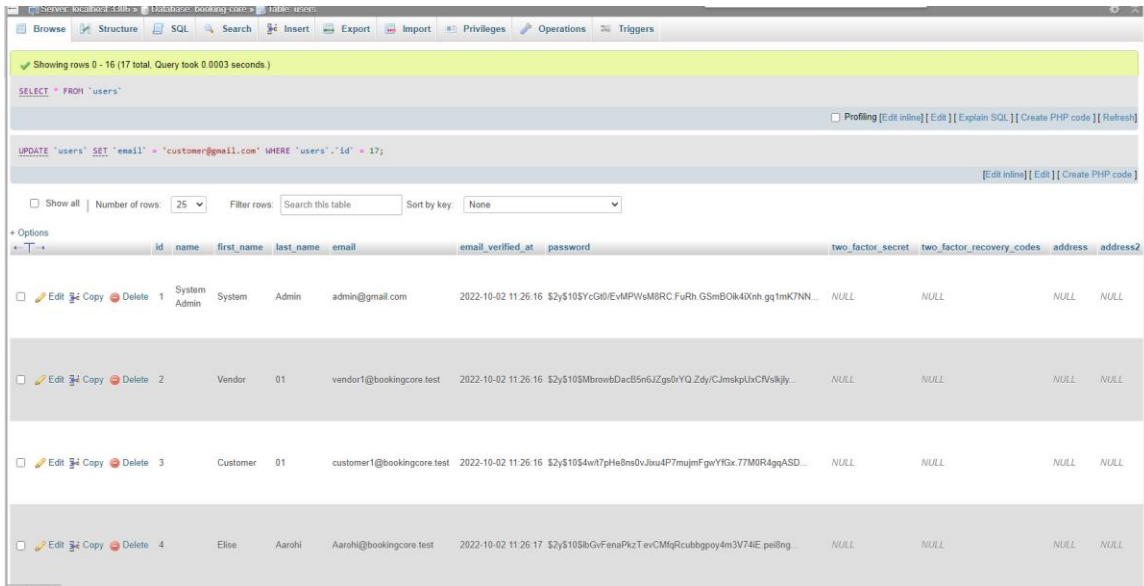 Server: localhost:3306 » Database: booking-core » Table: users
Browse Structure SQL Search Insert Export Import Privileges Operations Triggers
Showing rows 0 - 16 (17 total, Query took 0.0003 seconds.)
SELECT * FROM `users`
Profiling [Edit inline] [ Edit ] [ Explain SQL ] [ Create PHP code ] [ Refresh]
UPDATE `users` SET `email` = 'customer@gmail.com' WHERE `users`.`id` = 17;
[Edit inline] [ Edit ] [ Create PHP code ]
Show all | Number of rows: 25 Filter rows: Search this table Sort by key: None
+ Options
←T→ id name first_name last_name email email_verified_at password two_factor_secret two_factor_recovery_codes address address2
Edit Copy Delete 1 System Admin System Admin admin@gmail.com 2022-10-02 11:26:16 NULL NULL NULL NULL
Edit Copy Delete 2 Vendor 01 vendor1@bookingcore.test 2022-10-02 11:26:16 NULL NULL NULL NULL
Edit Copy Delete 3 Customer 01 customer1@bookingcore.test 2022-10-02 11:26:16 NULL NULL NULL NULL
Edit Copy Delete 4 Elise Aarohi Aarohi@bookingcore.test 2022-10-02 11:26:17 NULL NULL NULL NULL